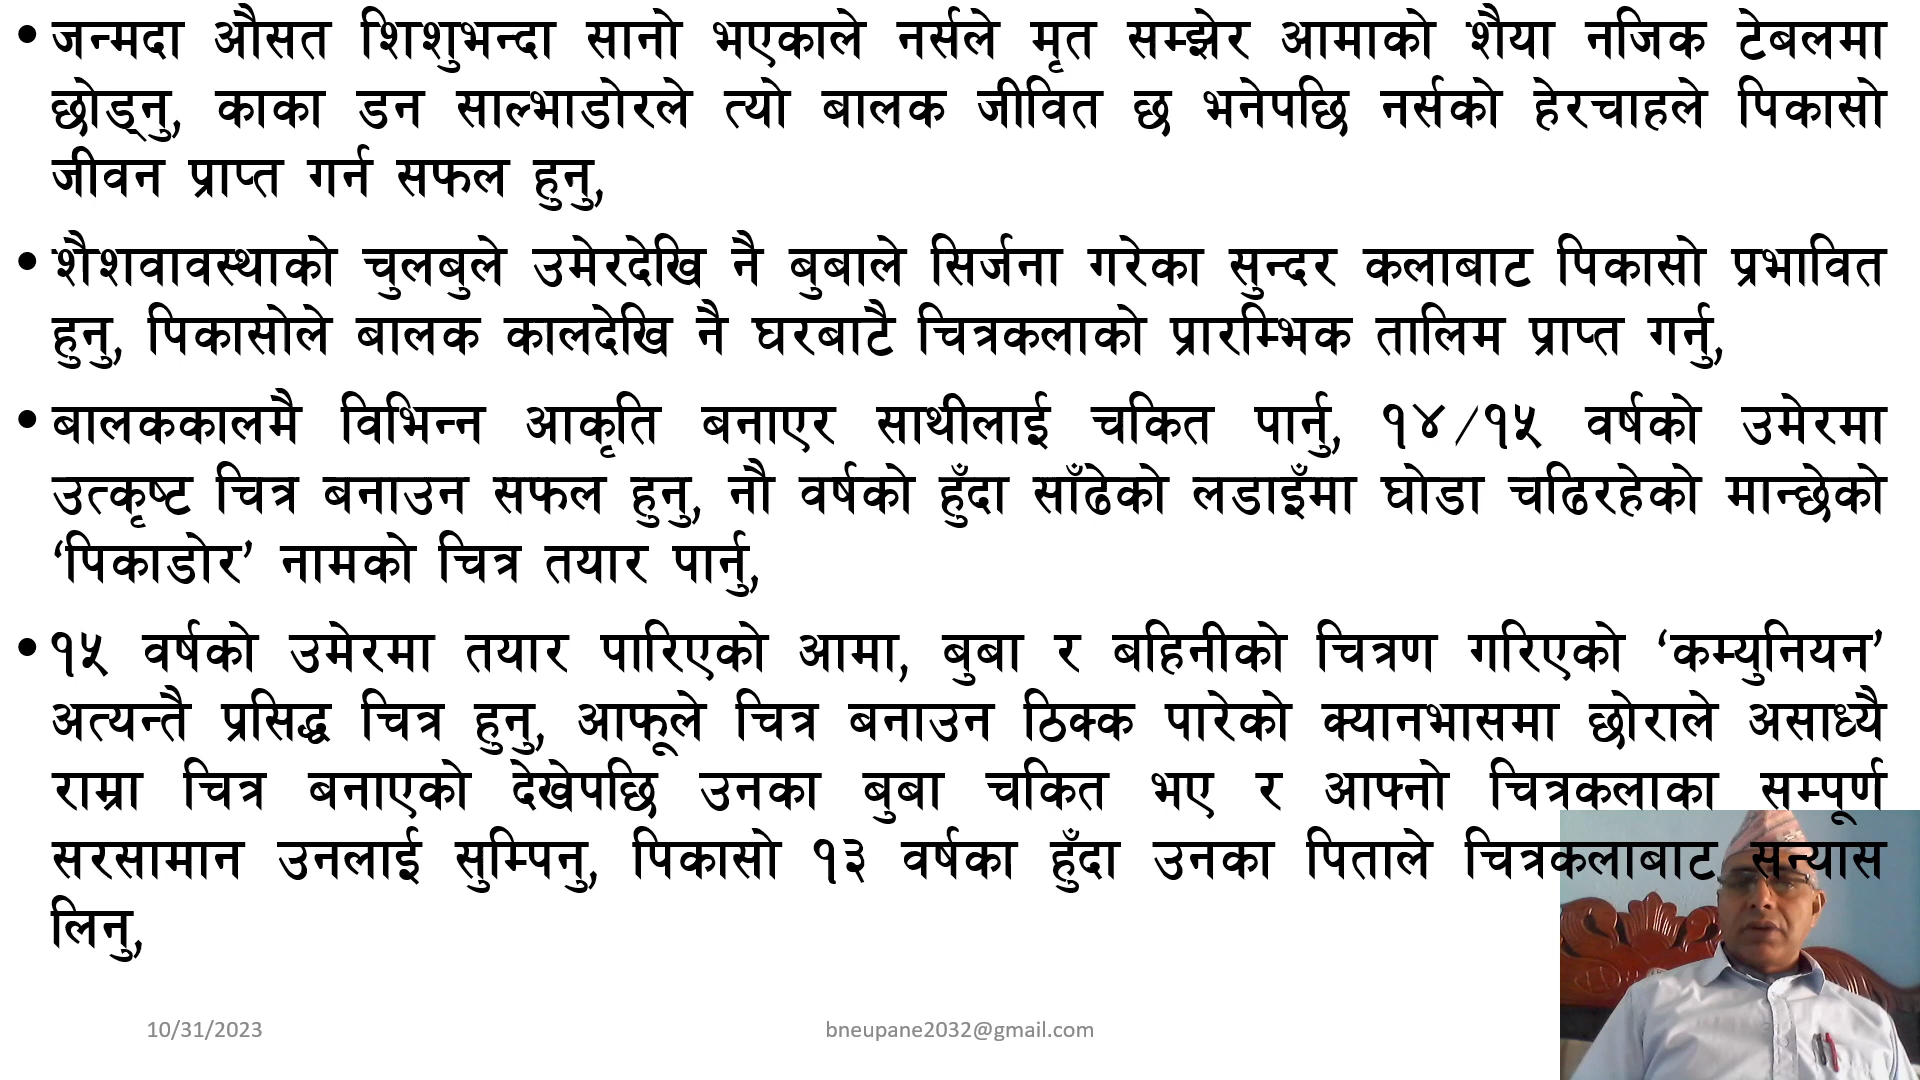 • जन्मदा औसत शिशुभन्दा सानो भएकाले नर्सले मृत सम्झेर आमाको शैया नजिक टेबलमा
छोड्नु, काका डन साल्भाडोरले त्यो बालक जीवित छ भनेपछि नर्सको हेरचाहले पिकासो
जीवन प्राप्त गर्न सफल हुनु,
• शैशवावस्थाको चुलबुले उमेरदेखि नै बुबाले सिर्जना गरेका सुन्दर कलाबाट पिकासो प्रभावित
हुनु, पिकासोले बालक कालदेखि नै घरबाटै चित्रकलाको प्रारम्भिक तालिम प्राप्त गर्नु,
• बालककालमै विभिन्न आकृति बनाएर साथीलाई चकित पार्नु, १४/१५ वर्षको उमेरमा
उत्कृष्ट चित्र बनाउन सफल हुनु, नौ वर्षको हुँदा साँढेको लडाइँमा घोडा चढिरहेको मान्छेको
‘पिकाडोर’ नामको चित्र तयार पार्नु,
• १५ वर्षको उमेरमा तयार पारिएको आमा, बुबा र बहिनीको चित्रण गरिएको ‘कम्युनियन’
अत्यन्तै प्रसिद्ध चित्र हुनु, आफूले चित्र बनाउन ठिक्क पारेको क्यानभासमा छोराले असाध्यै
राम्रा चित्र बनाएको देखेपछि उनका बुबा चकित भए र आफ्नो चित्रकलाका सम्पूर्ण
सरसामान उनलाई सुम्पिनु, पिकासो १३ वर्षका हुँदा उनका पिताले चित्रकलाबाट सन्यास
लिनु,
10/31/2023
bneupane2032@gmail.com